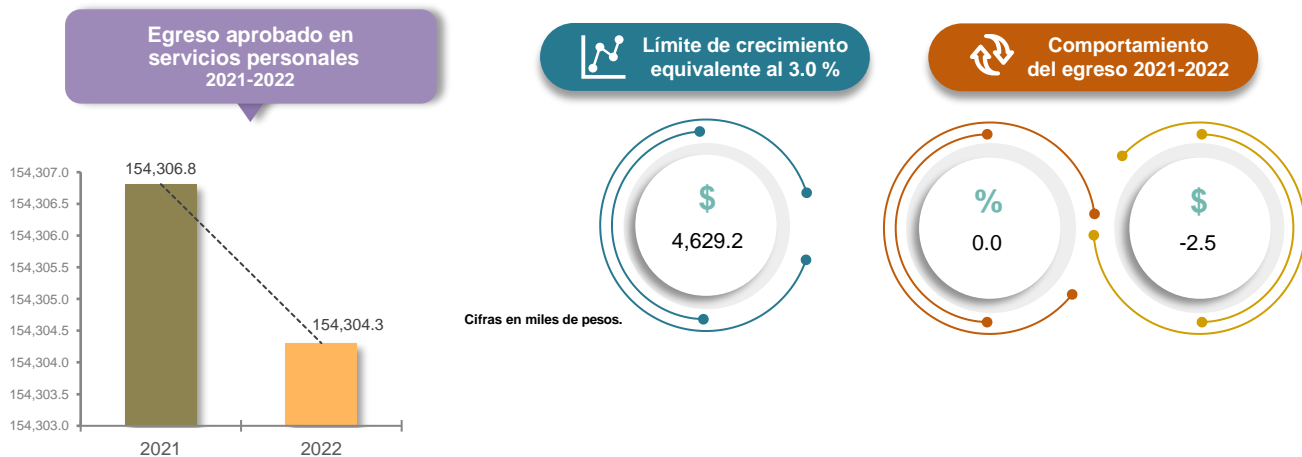 Egreso aprobado en
servicios personales
2021-2022
154,307.0
154,306.5
154,306.0
154,305.5
154,305.0
154,304.5
154,304.0
154,303.5
154,303.0
154,306.8
154,304.3
2021
2022
Límite de crecimiento
equivalente al 3.0 %
$
4,629.2
Cifras en miles de pesos.
Comportamiento
del egreso 2021-2022
%
0.0
$
-2.5